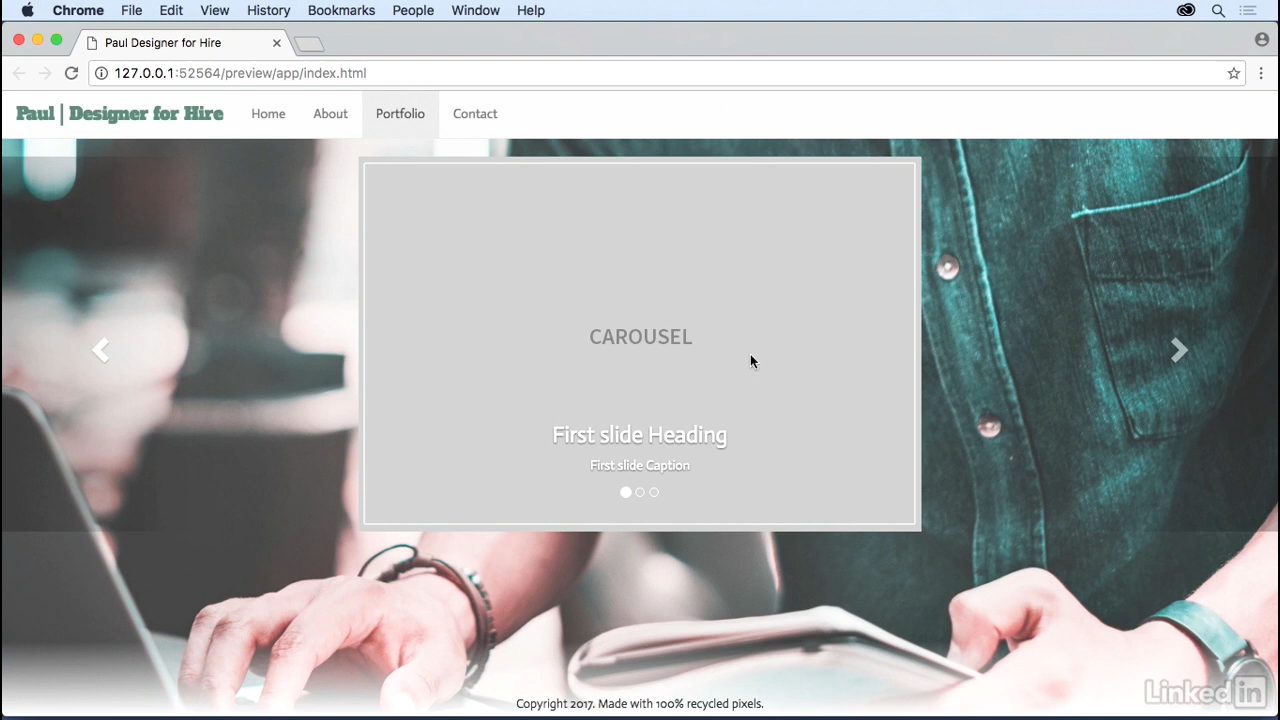 Chrome File Edit View History Bookmarks People Window Help
Paul Designer for Hire
127.0.0.1:52564/preview/app/index.html
Paul | Designer for Hire Home About Portfolio Contact
CAROUSEL
First slide Heading
First slide Caption
Copyright 2017. Made with 100% recycled pixels.
Linked in